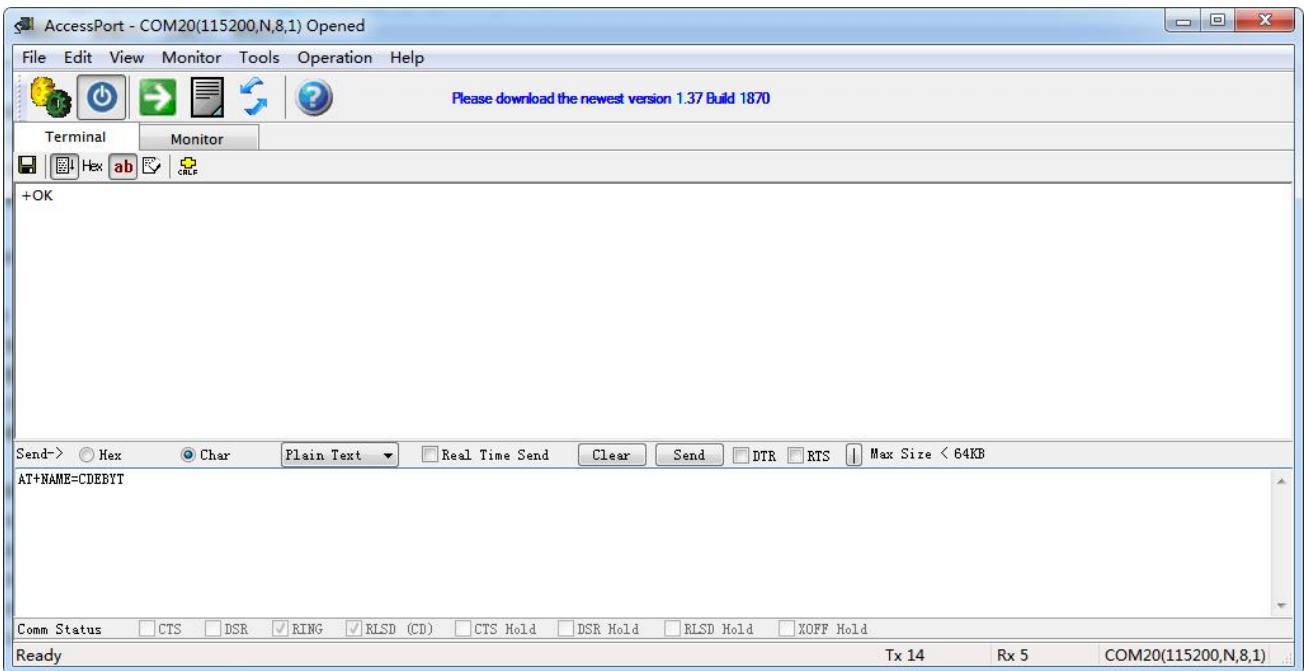 AccessPort - COM20(115200,N,8,1) Opened
File Edit View Monitor Tools Operation Help
Please download the newest version 1.37 Build 1870
Terminal Monitor
Hex ab CRLF
+OK
Send-> Hex Char Plain Text Real Time Send Clear Send DTR RTS Max Size < 64KB
AT+NAME=CDEBYT
Comm Status CTS DSR RING RLSD (CD) CTS Hold DSR Hold RLSD Hold XOFF Hold
Ready Tx 14 Rx 5 COM20(115200,N,8,1)